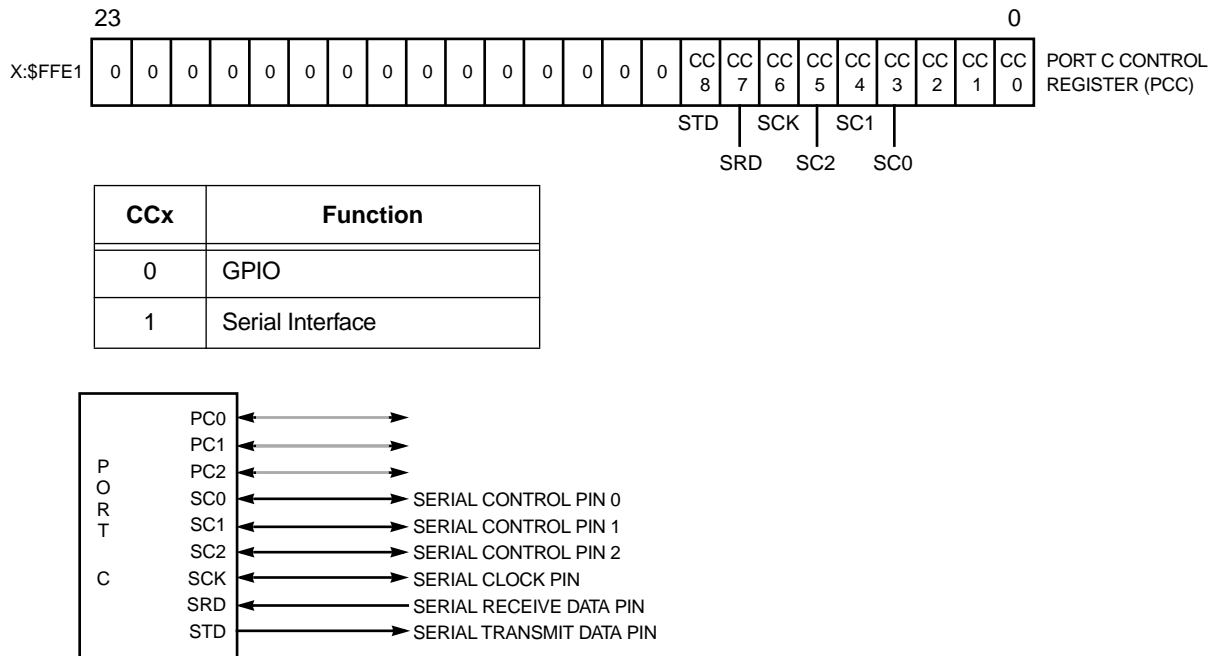 23 0
X:$FFE1 0 0 0 0 0 0 0 0 0 0 0 0 0 0 0 CC 8 CC 7 CC 6 CC 5 CC 4 CC 3 CC 2 CC 1 CC 0 PORT C CONTROL
REGISTER (PCC)
STD SCK SC1
SRD SC2 SC0
CCx Function
0 GPIO
1 Serial Interface
PORT C
PC0
PC1
PC2
SC0 SERIAL CONTROL PIN 0
SC1 SERIAL CONTROL PIN 1
SC2 SERIAL CONTROL PIN 2
SCK SERIAL CLOCK PIN
SRD SERIAL RECEIVE DATA PIN
STD SERIAL TRANSMIT DATA PIN